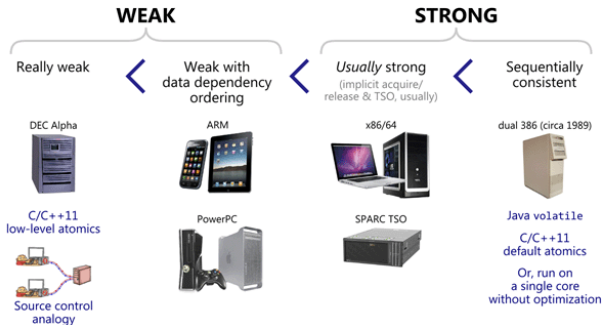 WEAK
STRONG
Really weak
<
Weak with
data dependency
ordering
<
Usually strong
(implicit acquire/
release & TSO, usually)
<
Sequentially
consistent
DEC Alpha
ARM
x86/64
dual 386 (circa 1989)
C/C++11
low-level atomics
PowerPC
SPARC TSO
Java volatile
C/C++11
default atomics
Or, run on
a single core
without optimization
Source control
analogy